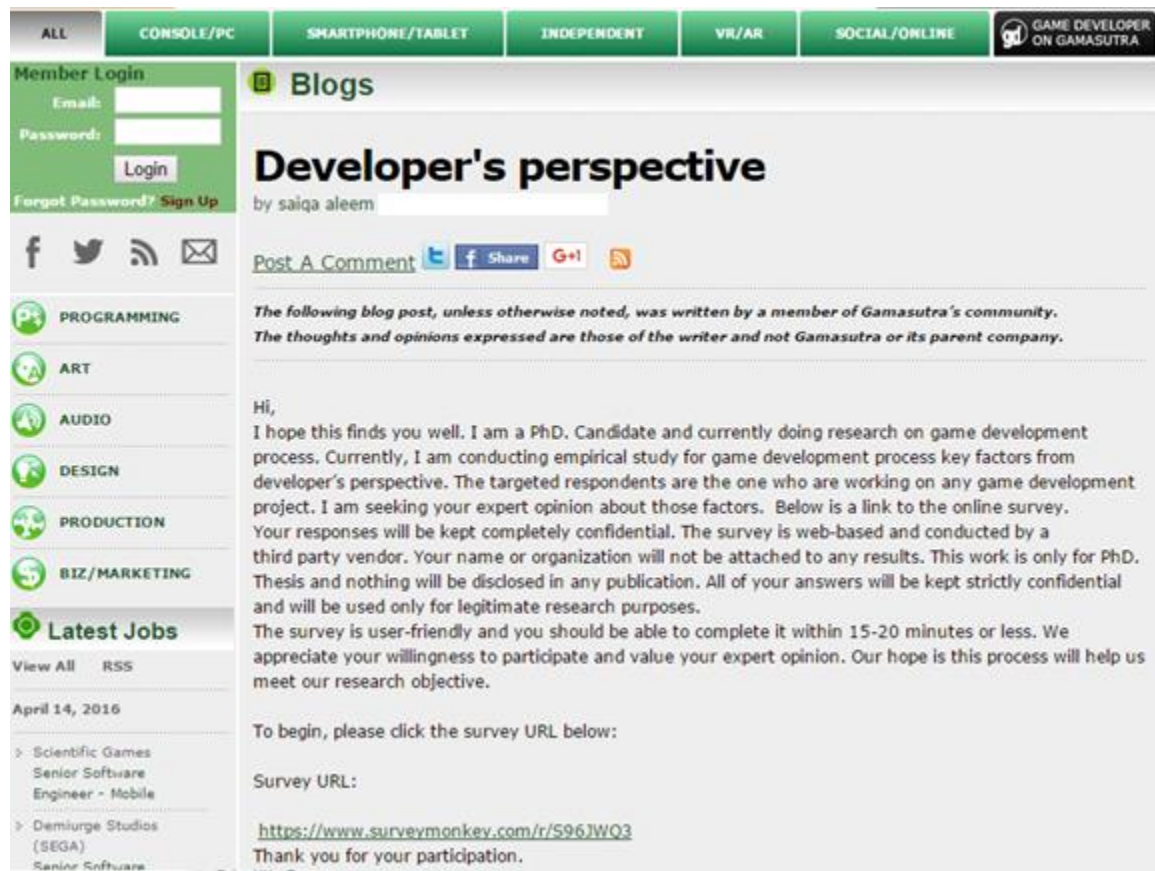 ALL
CONSOLE/PC
SMARTPHONE/TABLET
INDEPENDENT
VR/AR
SOCIAL/ONLINE
gd GAME DEVELOPER
ON GAMASUTRA
Member Login
Email:
Password:
Login
Forgot Password? Sign Up
PROGRAMMING
ART
AUDIO
DESIGN
PRODUCTION
BIZ/MARKETING
Latest Jobs
View All RSS
April 14, 2016
Scientific Games
Senior Software
Engineer - Mobile
Demiurge Studios
(SEGA)
Senior Software
Blogs
Developer's perspective
by saiqa aleem
Post A Comment f Share G+1
The following blog post, unless otherwise noted, was written by a member of Gamasutra's community.
The thoughts and opinions expressed are those of the writer and not Gamasutra or its parent company.
Hi,
I hope this finds you well. I am a PhD. Candidate and currently doing research on game development
process. Currently, I am conducting empirical study for game development process key factors from
developer's perspective. The targeted respondents are the one who are working on any game development
project. I am seeking your expert opinion about those factors. Below is a link to the online survey.
Your responses will be kept completely confidential. The survey is web-based and conducted by a
third party vendor. Your name or organization will not be attached to any results. This work is only for PhD.
Thesis and nothing will be disclosed in any publication. All of your answers will be kept strictly confidential
and will be used only for legitimate research purposes.
The survey is user-friendly and you should be able to complete it within 15-20 minutes or less. We
appreciate your willingness to participate and value your expert opinion. Our hope is this process will help us
meet our research objective.
To begin, please click the survey URL below:
Survey URL:
https://www.surveymonkey.com/r/S96JWQ3
Thank you for your participation.